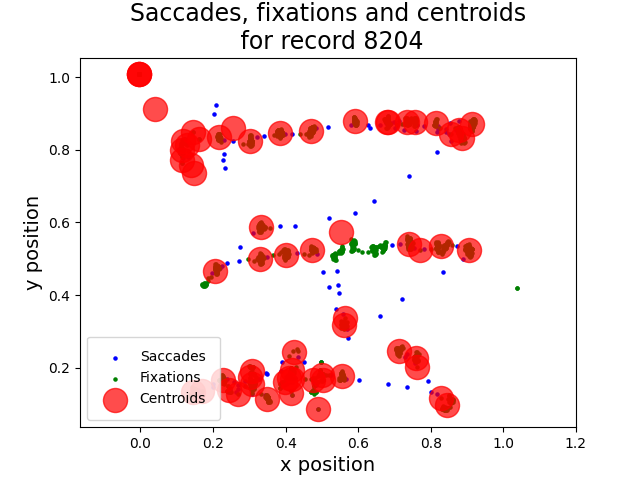 Saccades, fixations and centroids
for record 8204
y position
1.0
0.8
0.6
0.4
0.2
Saccades
Fixations
Centroids
0.0 0.2 0.4 0.6 0.8 1.0 1.2
x position